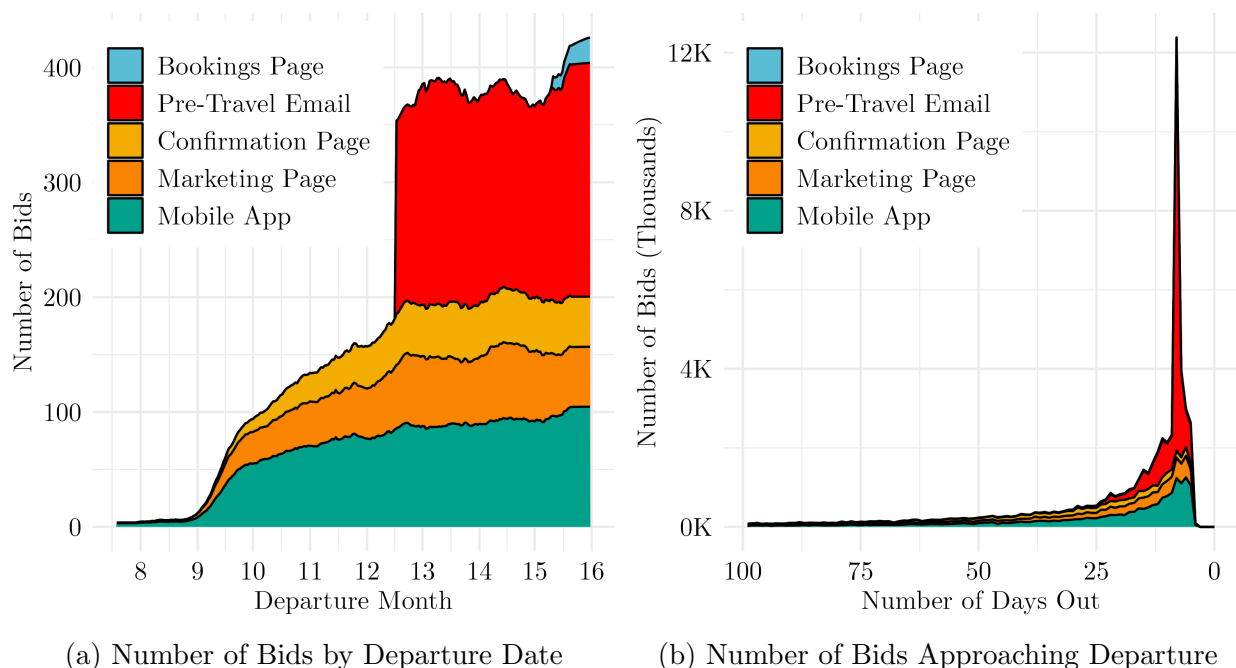 Bookings Page
Pre-Travel Email
Confirmation Page
Marketing Page
Mobile App
Number of Bids
400
300
200
100
0
8 9 10 11 12 13 14 15 16
Departure Month
(a) Number of Bids by Departure Date
Bookings Page
Pre-Travel Email
Confirmation Page
Marketing Page
Mobile App
Number of Bids (Thousands)
12K
8K
4K
0K
100 75 50 25 0
Number of Days Out
(b) Number of Bids Approaching Departure